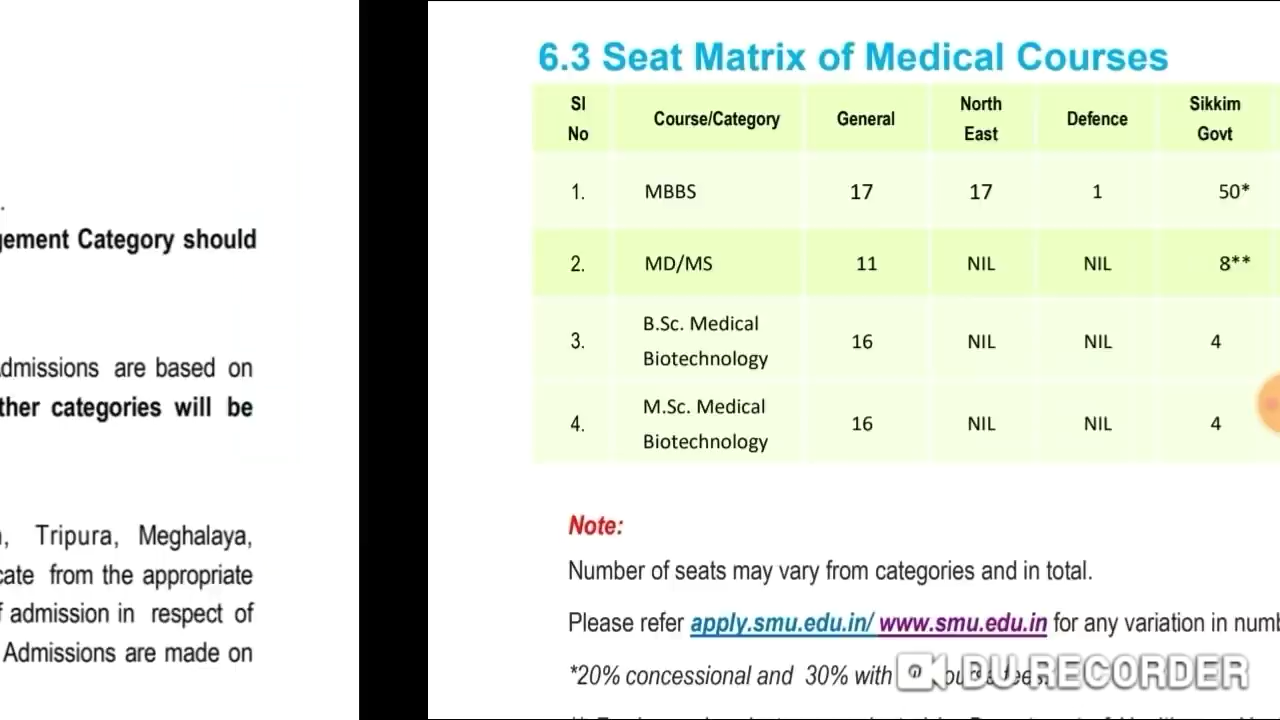 .
gement Category should
dmissions are based on
ther categories will be
, Tripura, Meghalaya,
cate from the appropriate
f admission in respect of
Admissions are made on
6.3 Seat Matrix of Medical Courses
Sl No Course/Category General North East Defence Sikkim Govt
1. MBBS 17 17 1 50*
2. MD/MS 11 NIL NIL 8**
3. B.Sc. Medical Biotechnology 16 NIL NIL 4
4. M.Sc. Medical Biotechnology 16 NIL NIL 4
Note:
Number of seats may vary from categories and in total.
Please refer apply.smu.edu.in/ www.smu.edu.in for any variation in numb
*20% concessional and 30% with
DU RECORDER